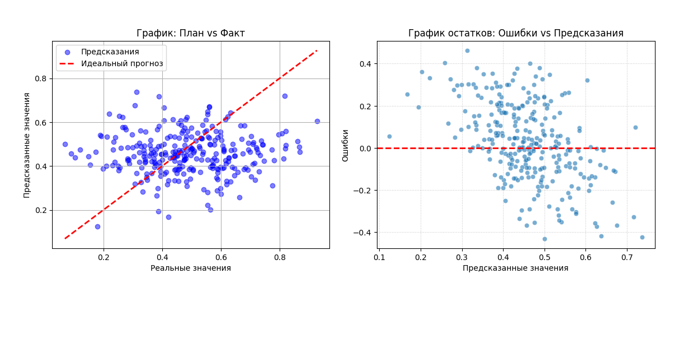 График: План vs Факт
Предсказания
Идеальный прогноз
Предсказанные значения
0.8
0.6
0.4
0.2
0.2
0.4
0.6
0.8
Реальные значения
График остатков: Ошибки vs Предсказания
Ошибки
0.4
0.2
0.0
−0.2
−0.4
0.1
0.2
0.3
0.4
0.5
0.6
0.7
Предсказанные значения